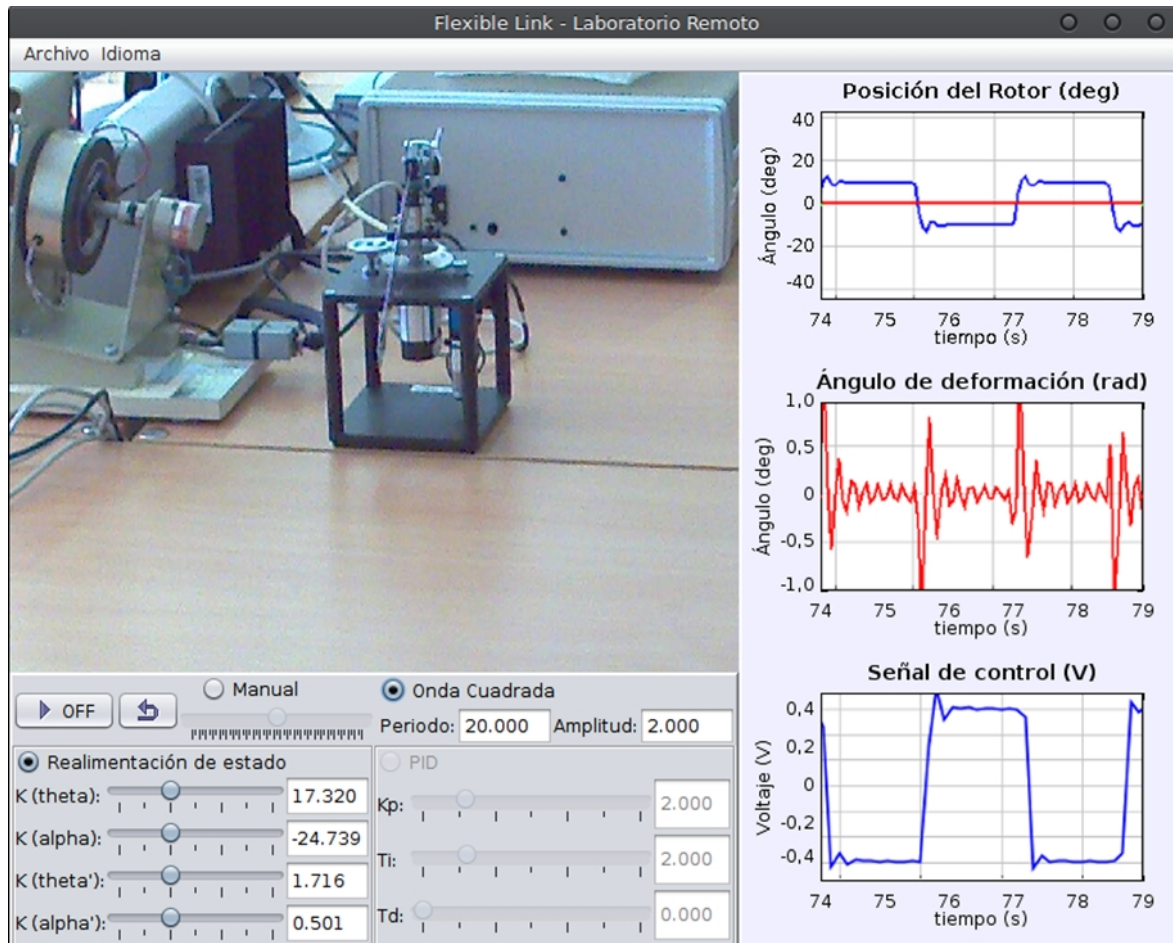 Flexible Link - Laboratorio Remoto
Archivo Idioma
Posición del Rotor (deg)
Ángulo (deg)
40
20
0
-20
-40
74 75 76 77 78 79
tiempo (s)
Ángulo de deformación (rad)
Ángulo (deg)
1,0
0,5
0
-0,5
-1,0
74 75 76 77 78 79
tiempo (s)
Señal de control (V)
Voltaje (V)
0,4
0,2
0
-0,2
-0,4
74 75 76 77 78 79
tiempo (s)
OFF
Manual
Onda Cuadrada
Periodo: 20.000 Amplitud: 2.000
Realimentación de estado
K (theta): 17.320
K (alpha): -24.739
K (theta'): 1.716
K (alpha'): 0.501
PID
Kp: 2.000
Ti: 2.000
Td: 0.000